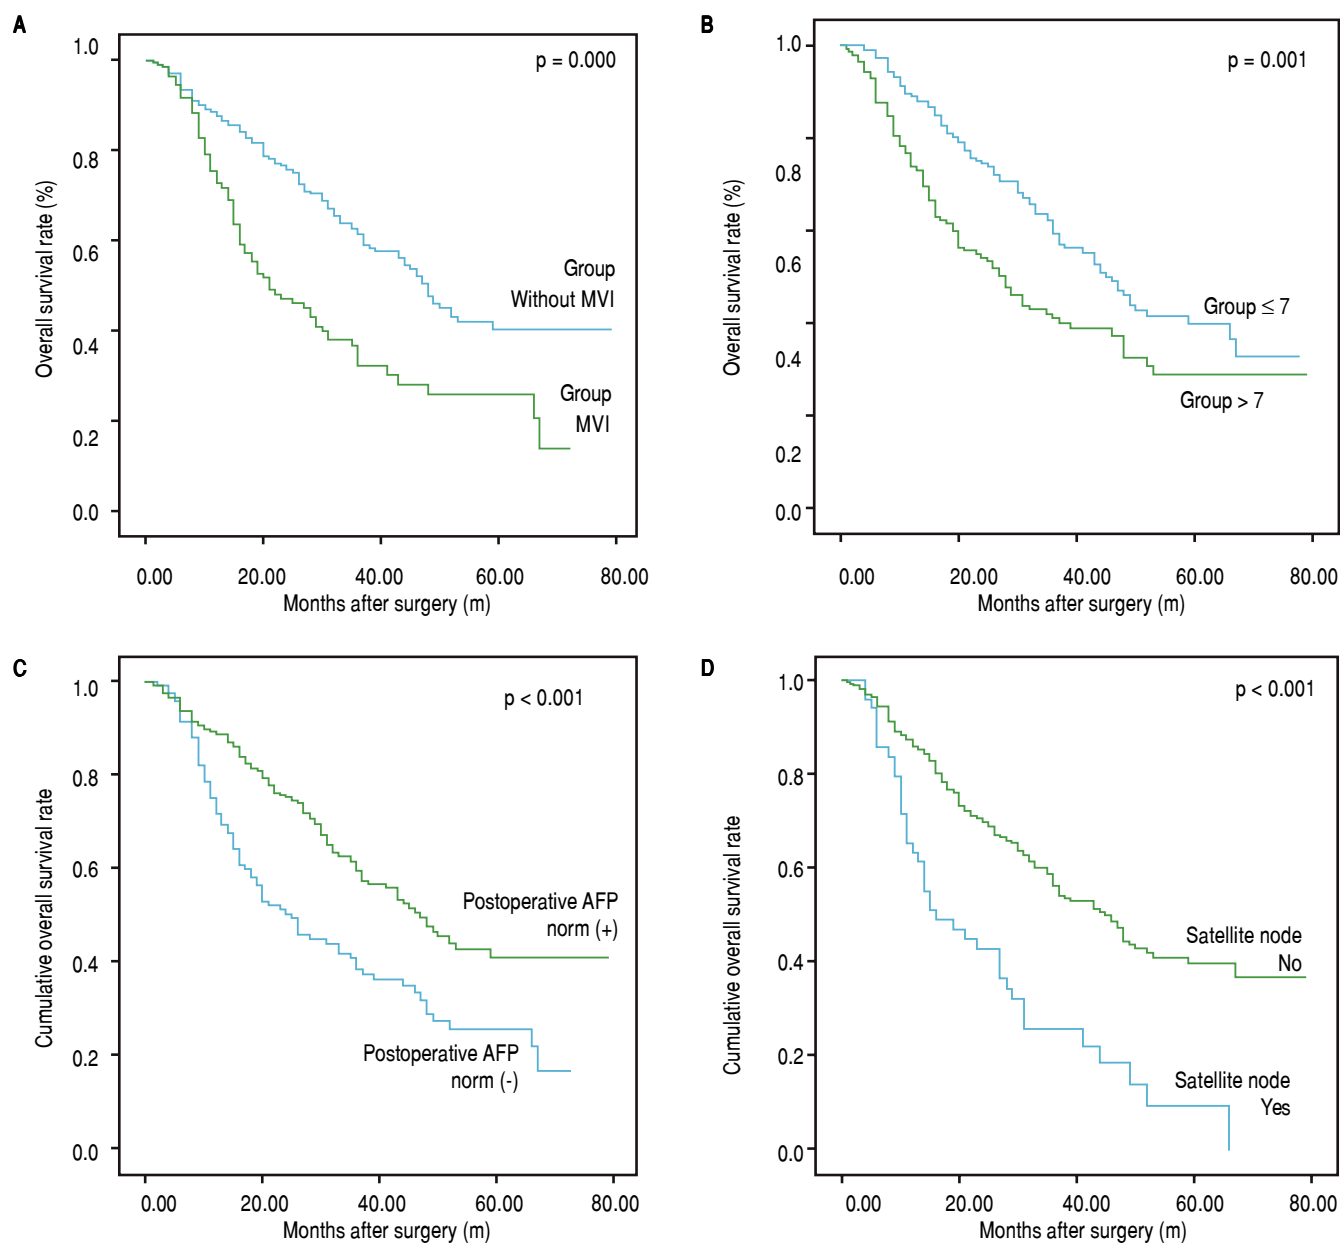 A
p = 0.000
1.0
0.8
0.6
0.4
0.2
0.0
Overall survival rate (%)
Group
Without MVI
Group
MVI
0.00 20.00 40.00 60.00 80.00
Months after surgery (m)
B
p = 0.001
1.0
0.8
0.6
0.4
0.2
0.0
Overall survival rate (%)
Group ≤ 7
Group > 7
0.00 20.00 40.00 60.00 80.00
Months after surgery (m)
C
p < 0.001
1.0
0.8
0.6
0.4
0.2
0.0
Cumulative overall survival rate
Postoperative AFP
norm (+)
Postoperative AFP
norm (-)
0.00 20.00 40.00 60.00 80.00
Months after surgery (m)
D
p < 0.001
1.0
0.8
0.6
0.4
0.2
0.0
Cumulative overall survival rate
Satellite node
No
Satellite node
Yes
0.00 20.00 40.00 60.00 80.00
Months after surgery (m)